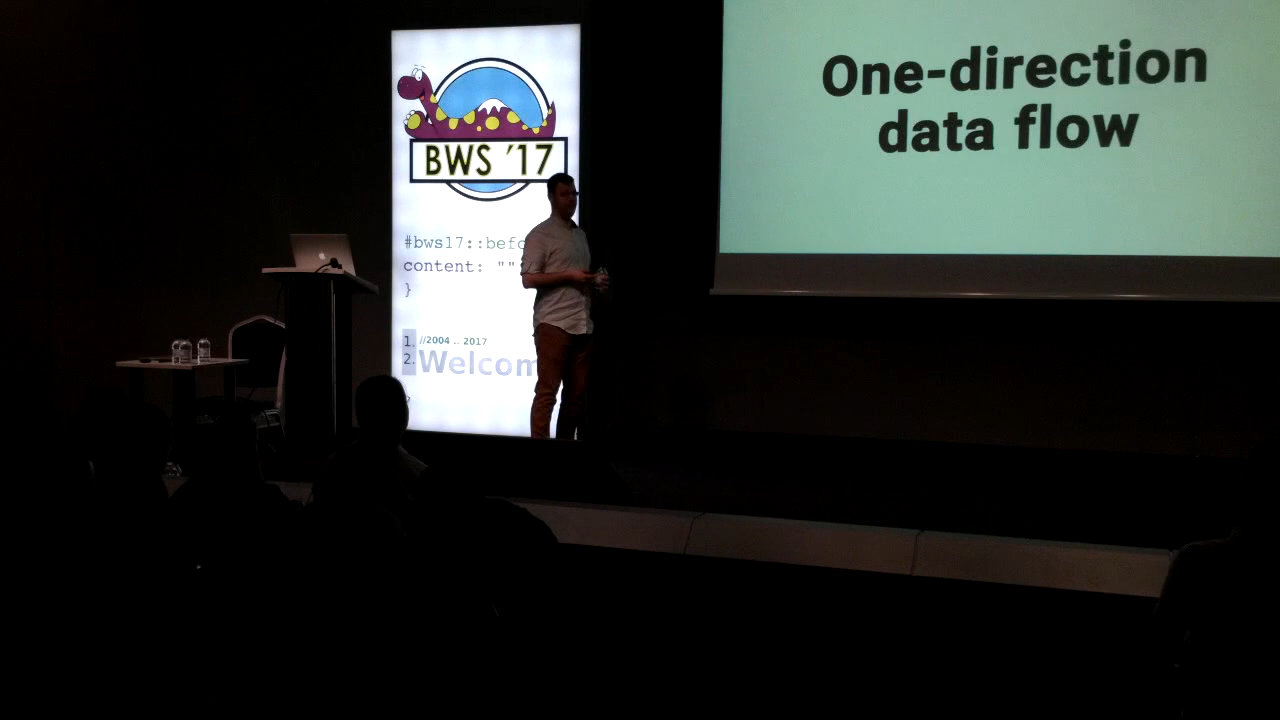 BWS '17
#bws17::befo
content: ""
}
1. //2004 .. 2017
2. Welcom
One-direction
data flow